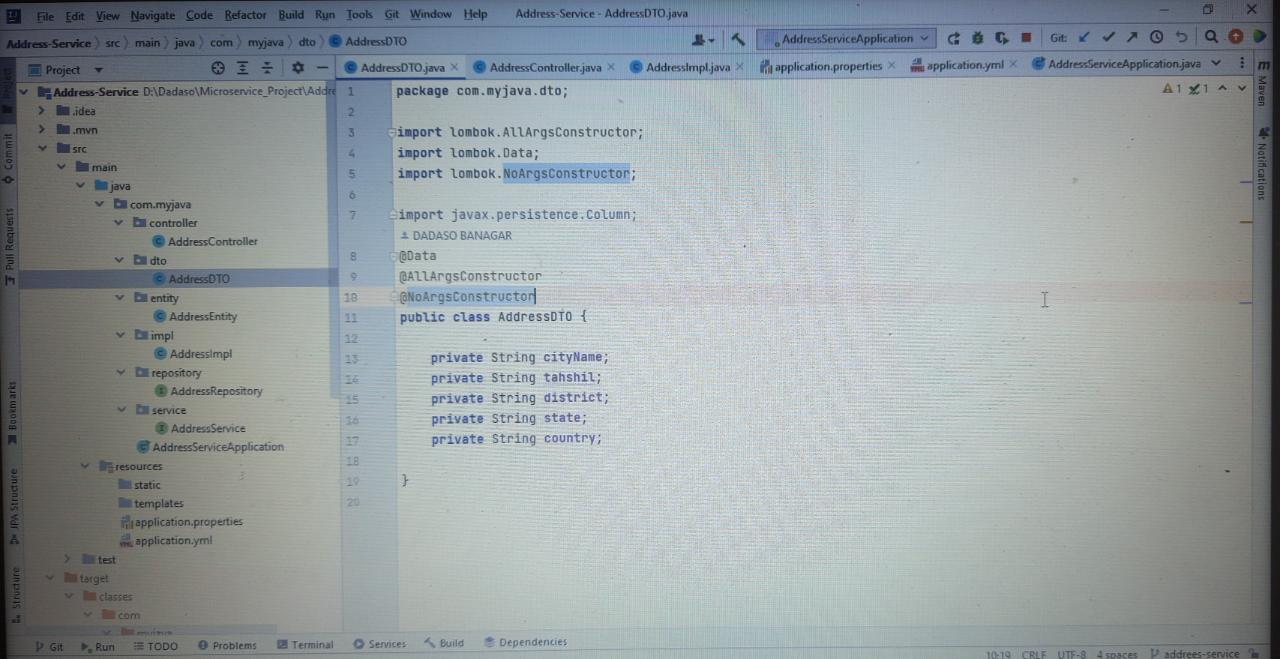 File Edit View Navigate Code Refactor Build Run Tools Git Window Help Address-Service - AddressDTO.java
Address-Service src main java com myjava dto AddressDTO AddressServiceApplication Git:
Project AddressDTO.java AddressController.java AddressImpl.java application.properties application.yml AddressServiceApplication.java
Address-Service D:\Dadaso\Microservice_Project\Addre
.idea
.mvn
src
main
java
com.myjava
controller
AddressController
dto
AddressDTO
entity
AddressEntity
impl
AddressImpl
repository
AddressRepository
service
AddressService
AddressServiceApplication
resources
static
templates
application.properties
application.yml
test
target
classes
com
1 package com.myjava.dto;
2
3 import lombok.AllArgsConstructor;
4 import lombok.Data;
5 import lombok.NoArgsConstructor;
6
7 import javax.persistence.Column;
DADASO BANAGAR
8 @Data
9 @AllArgsConstructor
10 @NoArgsConstructor
11 public class AddressDTO {
12
13 private String cityName;
14 private String tahshil;
15 private String district;
16 private String state;
17 private String country;
18
19 }
20
1 1
Commit
Pull Requests
Bookmarks
JPA Structure
Structure
Maven
Notifications
Git Run TODO Problems Terminal Services Build Dependencies
10:19 CRLF UTF-8 4 spaces addrees-service